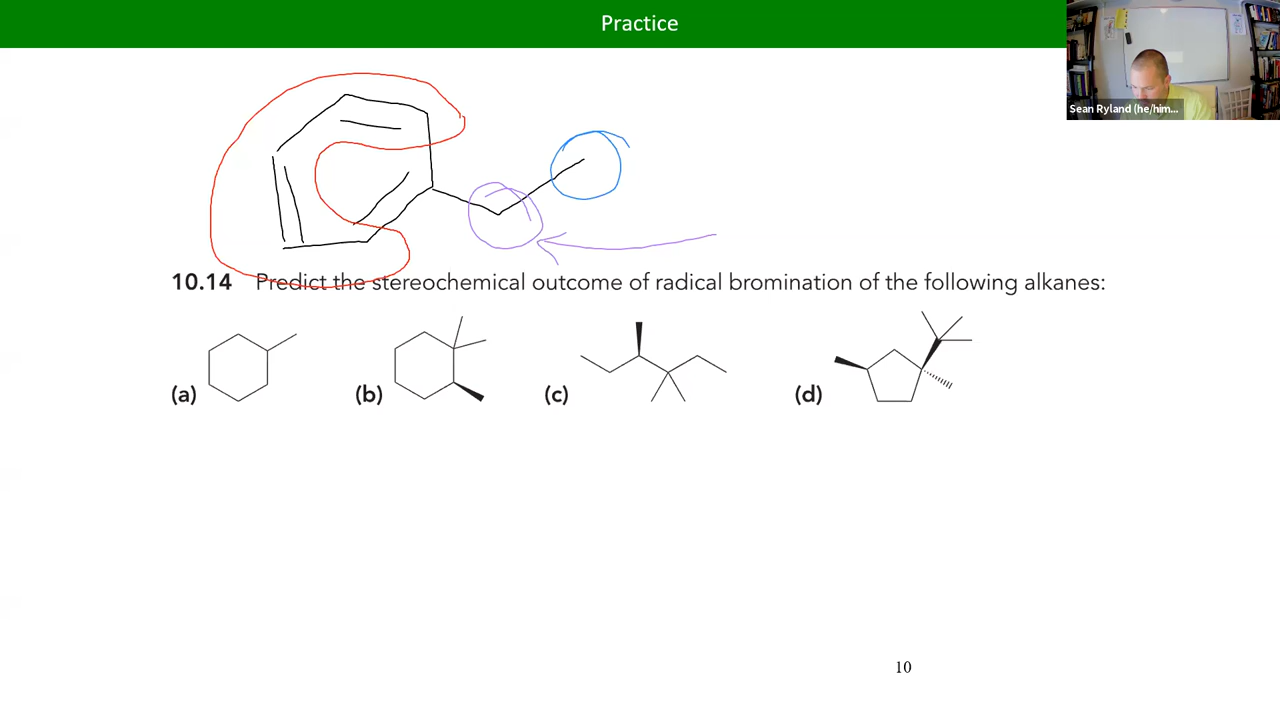 Practice
Sean Ryland (he/him...
10.14 Predict the stereochemical outcome of radical bromination of the following alkanes:
(a) (b) (c) (d)
10